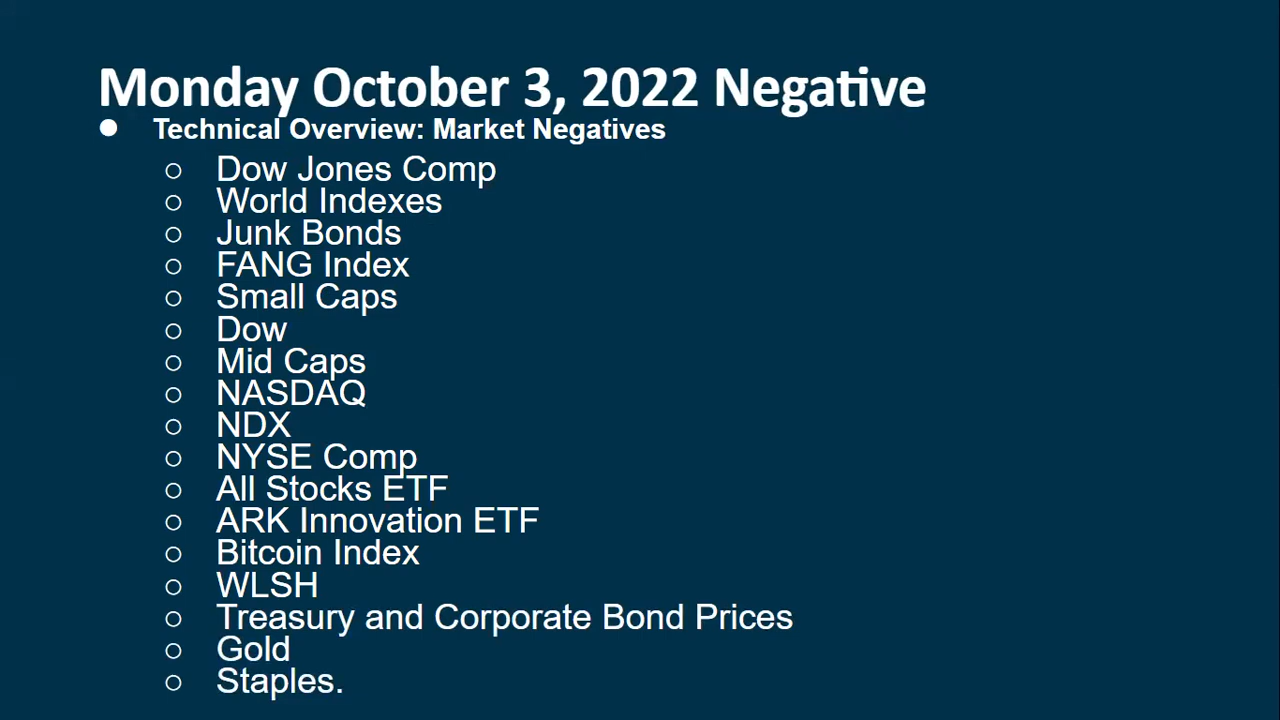 Monday October 3, 2022 Negative
● Technical Overview: Market Negatives
○ Dow Jones Comp
○ World Indexes
○ Junk Bonds
○ FANG Index
○ Small Caps
○ Dow
○ Mid Caps
○ NASDAQ
○ NDX
○ NYSE Comp
○ All Stocks ETF
○ ARK Innovation ETF
○ Bitcoin Index
○ WLSH
○ Treasury and Corporate Bond Prices
○ Gold
○ Staples.